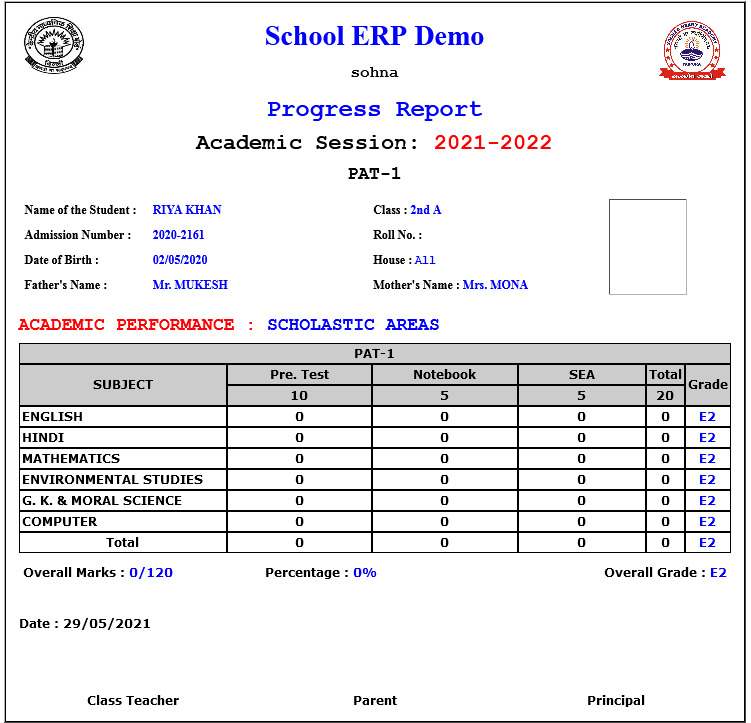 School ERP Demo
sohna
Progress Report
Academic Session: 2021-2022
PAT-1
Name of the Student : RIYA KHAN Class : 2nd A
Admission Number : 2020-2161 Roll No. :
Date of Birth : 02/05/2020 House : All
Father's Name : Mr. MUKESH Mother's Name : Mrs. MONA
ACADEMIC PERFORMANCE : SCHOLASTIC AREAS
PAT-1
SUBJECT Pre. Test Notebook SEA Total Grade
10 5 5 20
ENGLISH 0 0 0 0 E2
HINDI 0 0 0 0 E2
MATHEMATICS 0 0 0 0 E2
ENVIRONMENTAL STUDIES 0 0 0 0 E2
G. K. & MORAL SCIENCE 0 0 0 0 E2
COMPUTER 0 0 0 0 E2
Total 0 0 0 0 E2
Overall Marks : 0/120 Percentage : 0% Overall Grade : E2
Date : 29/05/2021
Class Teacher Parent Principal